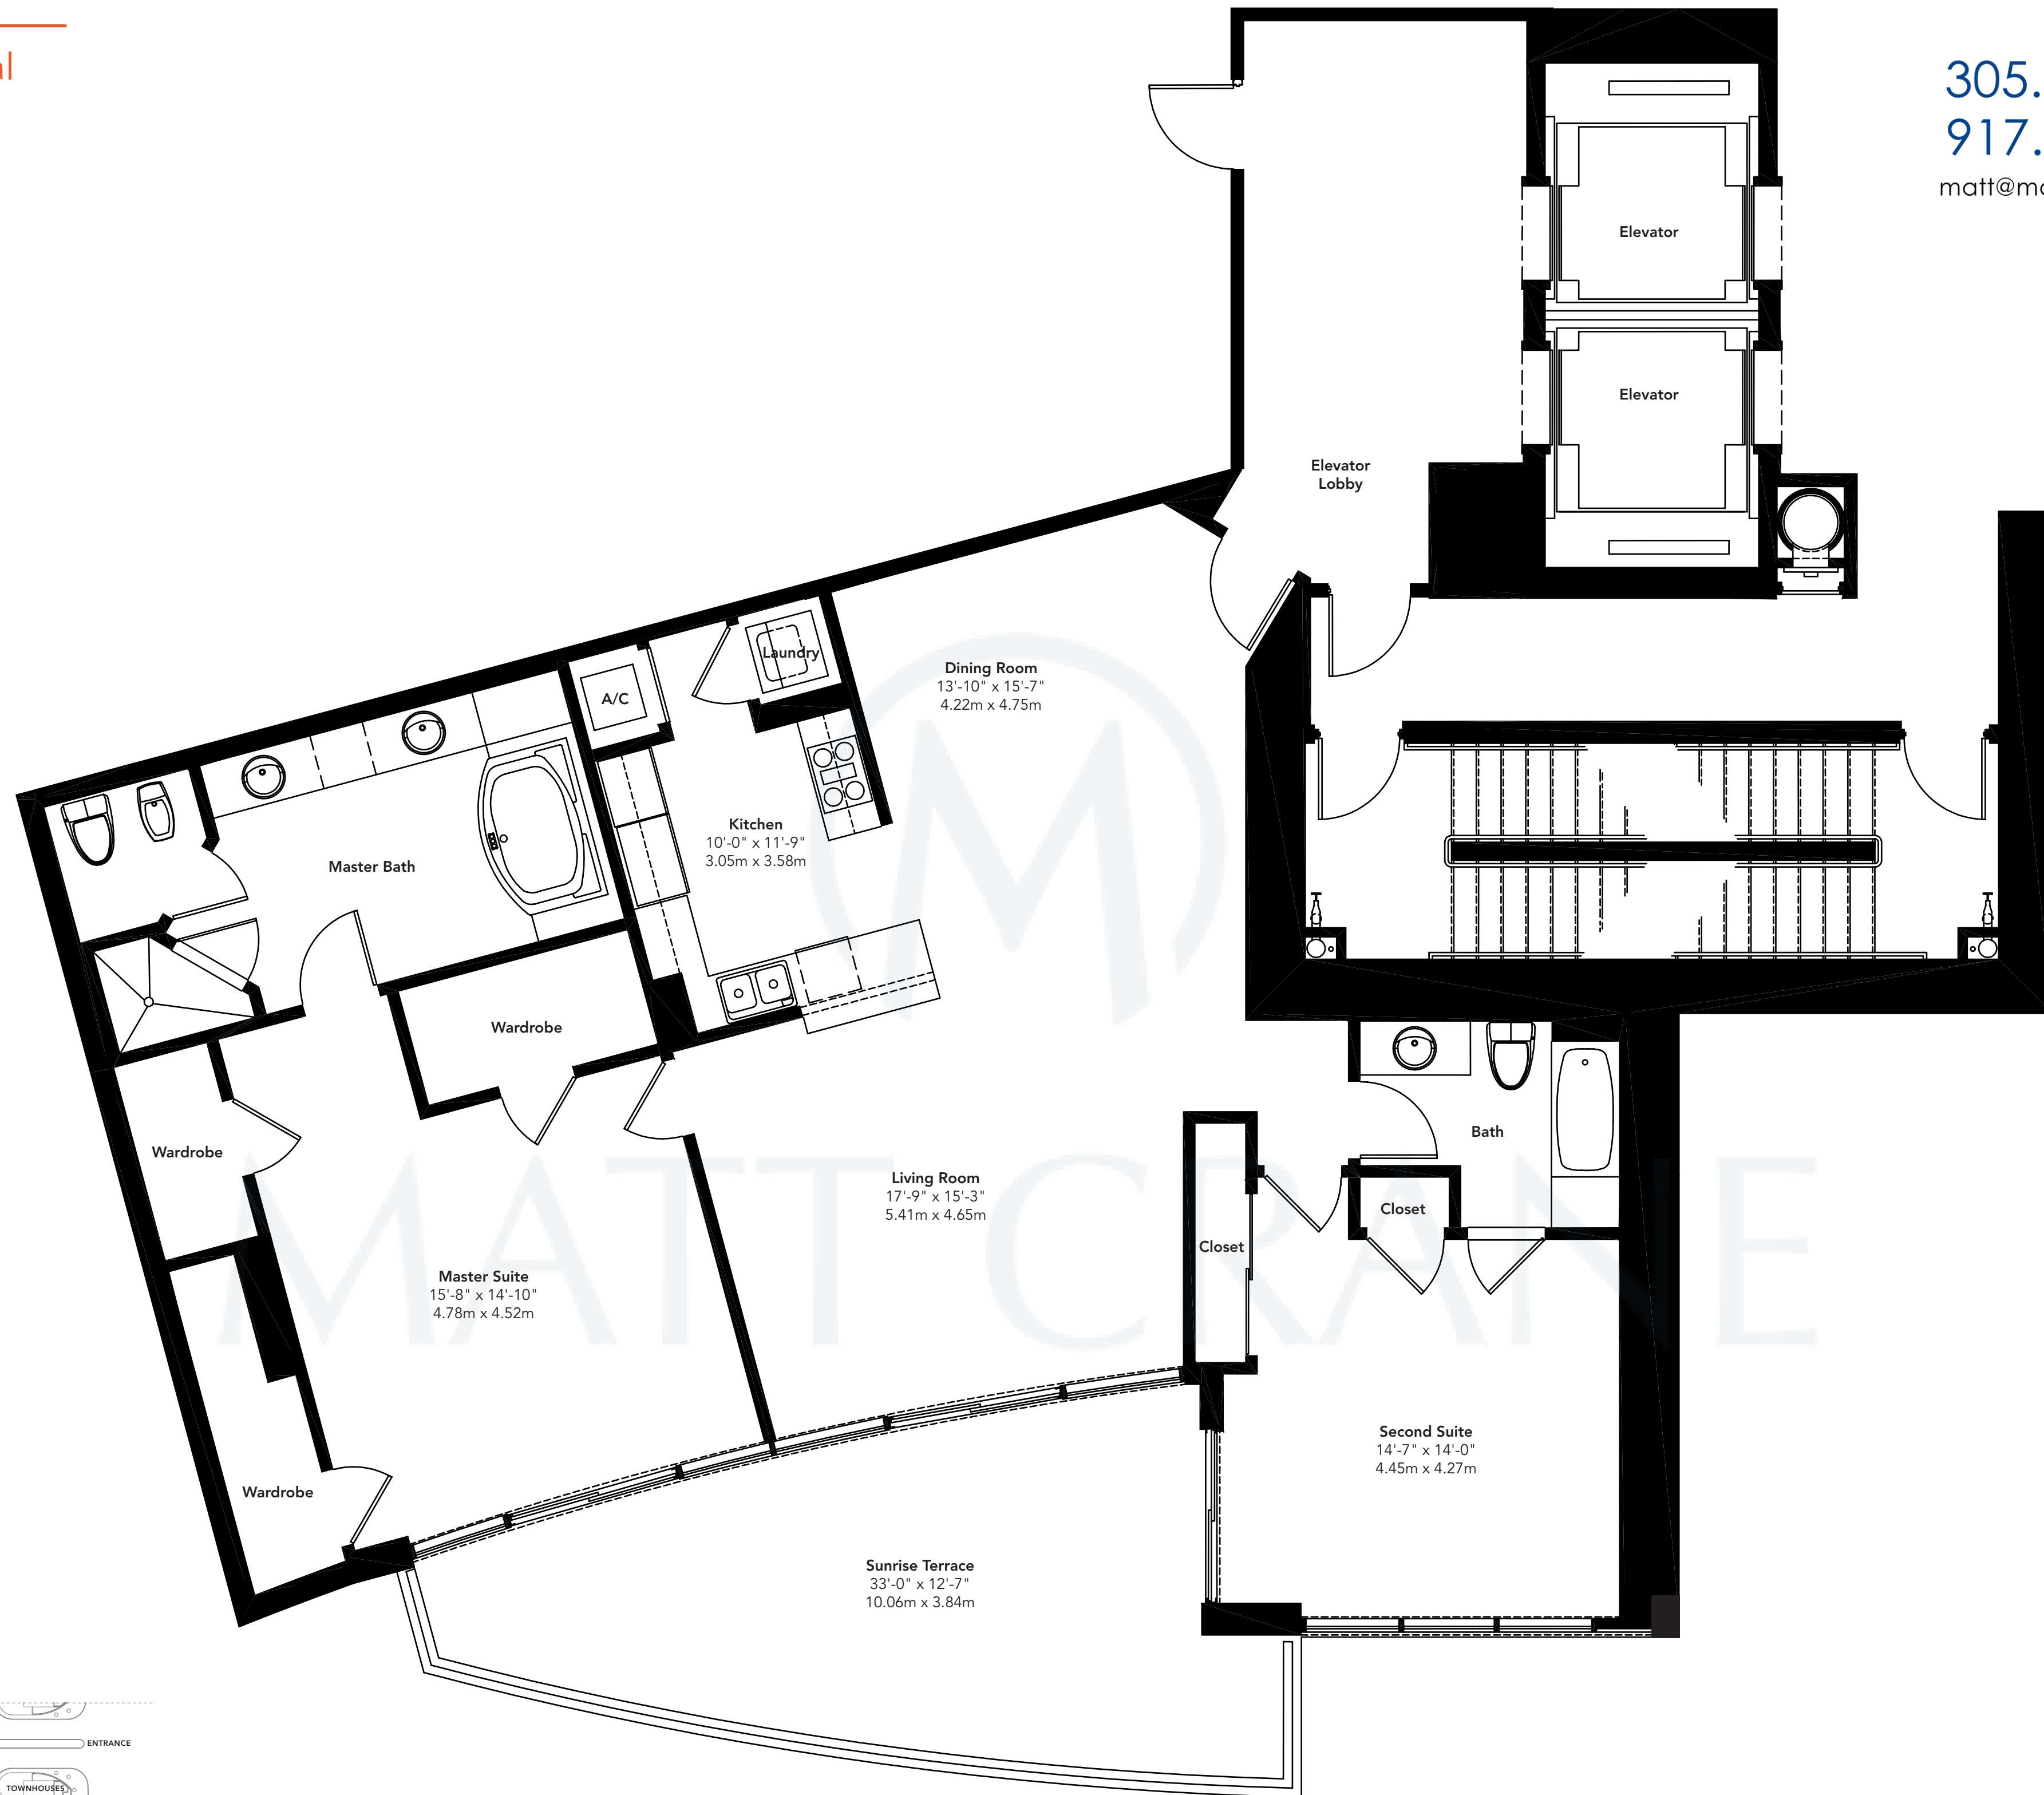 al
305.
917.
matt@ma
Elevator
Elevator
Elevator
Lobby
Laundry
A/C
Dining Room
13'-10" x 15'-7"
4.22m x 4.75m
Kitchen
10'-0" x 11'-9"
3.05m x 3.58m
Master Bath
Wardrobe
Wardrobe
Bath
Living Room
17'-9" x 15'-3"
5.41m x 4.65m
Closet
Closet
Master Suite
15'-8" x 14'-10"
4.78m x 4.52m
MATT CRANE
Second Suite
14'-7" x 14'-0"
4.45m x 4.27m
Wardrobe
Sunrise Terrace
33'-0" x 12'-7"
10.06m x 3.84m
ENTRANCE
TOWNHOUSES